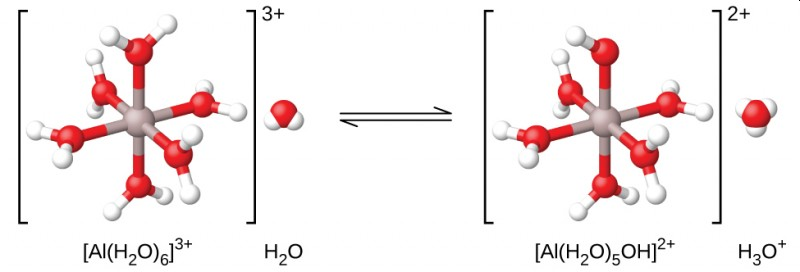 3+
2+
[Al(H₂O)₆]³⁺
H₂O
[Al(H₂O)₅OH]²⁺
H₃O⁺